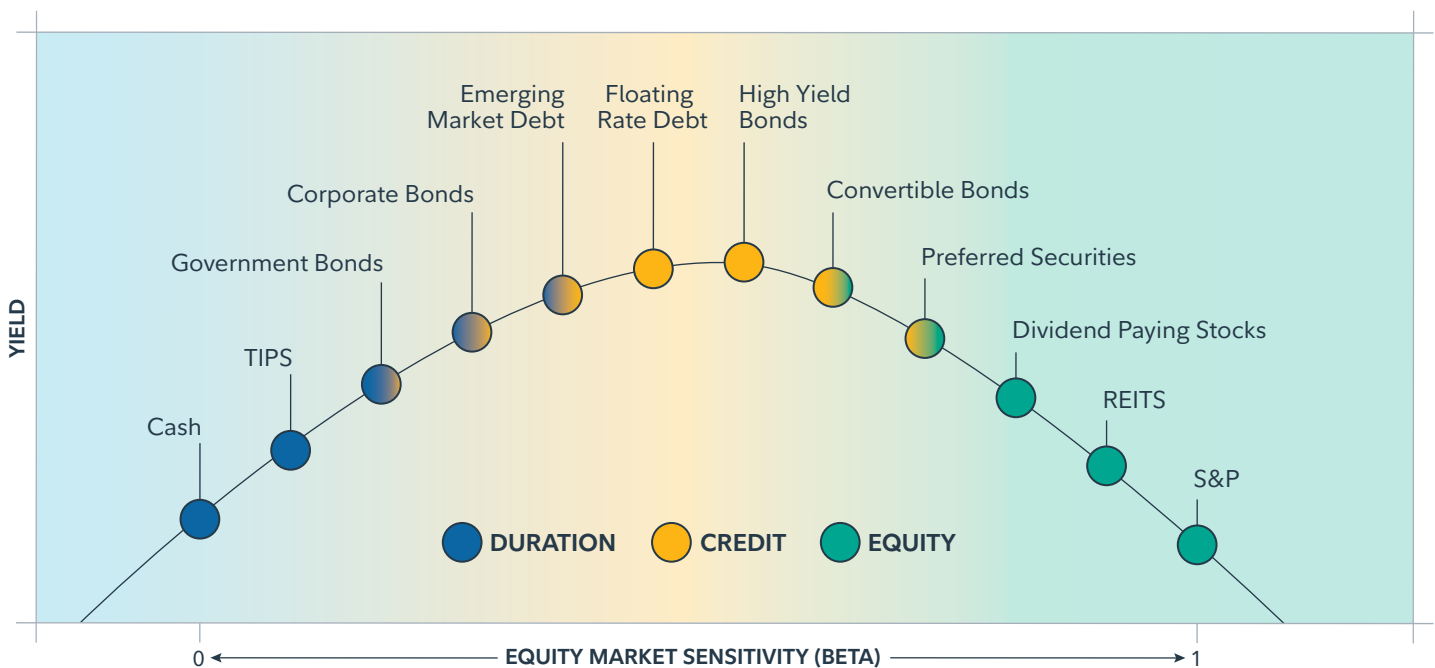 Emerging
Market Debt
Floating
Rate Debt
High Yield
Bonds
Corporate Bonds
Convertible Bonds
Government Bonds
Preferred Securities
TIPS
Dividend Paying Stocks
Cash
REITS
S&P
YIELD
DURATION
CREDIT
EQUITY
0
EQUITY MARKET SENSITIVITY (BETA)
1